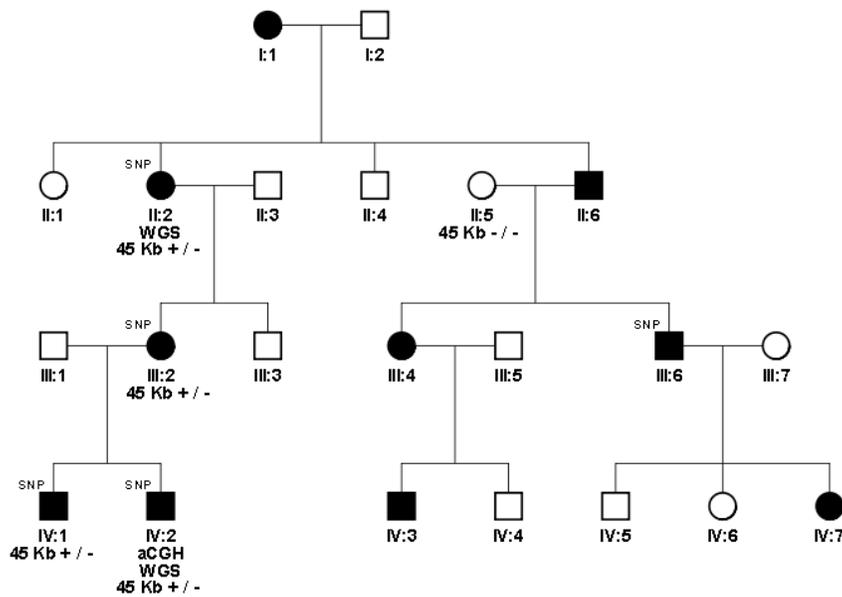 I:1 I:2
SNP
II:1 II:2 II:3 II:4 II:5 II:6
WGS 45 Kb - / -
45 Kb + / -
SNP SNP
III:1 III:2 III:3 III:4 III:5 III:6 III:7
45 Kb + / -
SNP SNP
IV:1 IV:2 IV:3 IV:4 IV:5 IV:6 IV:7
45 Kb + / - aCGH
WGS
45 Kb + / -